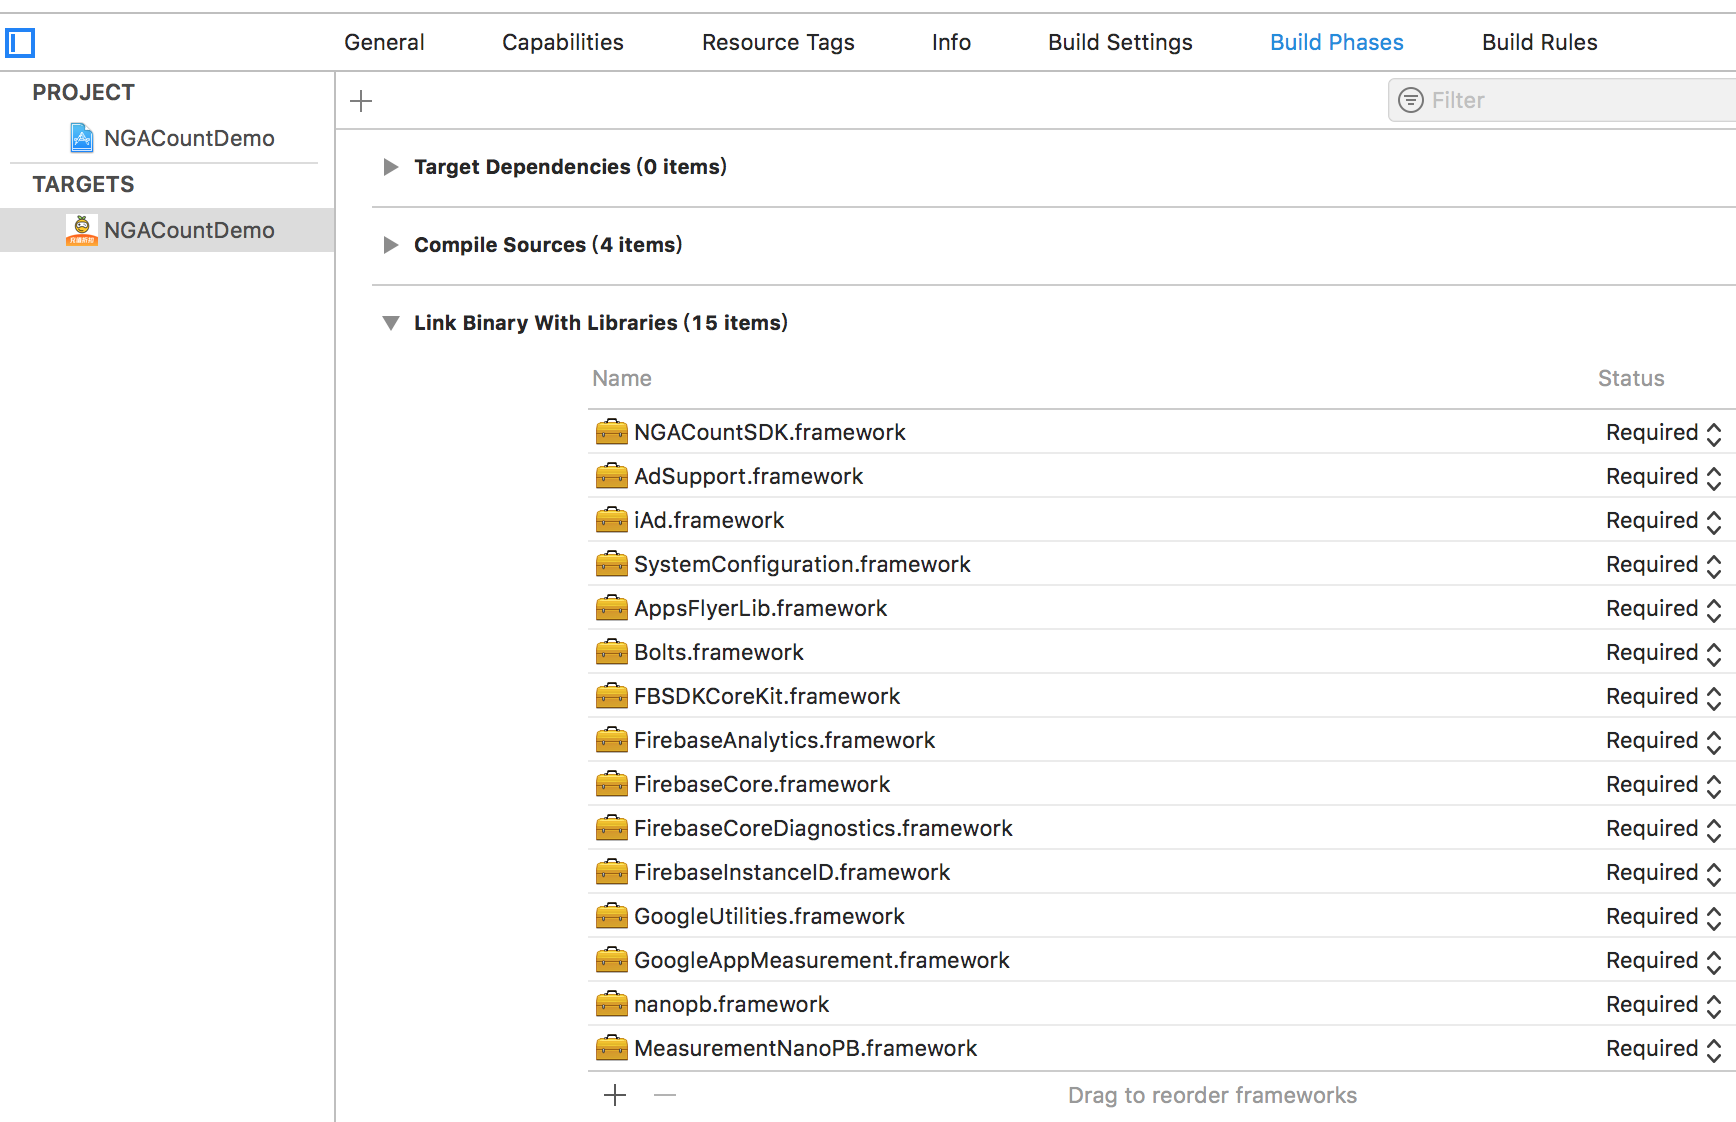 General Capabilities Resource Tags Info Build Settings Build Phases Build Rules
PROJECT
NGACountDemo
TARGETS
NGACountDemo
Filter
Target Dependencies (0 items)
Compile Sources (4 items)
Link Binary With Libraries (15 items)
Name Status
NGACountSDK.framework Required
AdSupport.framework Required
iAd.framework Required
SystemConfiguration.framework Required
AppsFlyerLib.framework Required
Bolts.framework Required
FBSDKCoreKit.framework Required
FirebaseAnalytics.framework Required
FirebaseCore.framework Required
FirebaseCoreDiagnostics.framework Required
FirebaseInstanceID.framework Required
GoogleUtilities.framework Required
GoogleAppMeasurement.framework Required
nanopb.framework Required
MeasurementNanoPB.framework Required
Drag to reorder frameworks